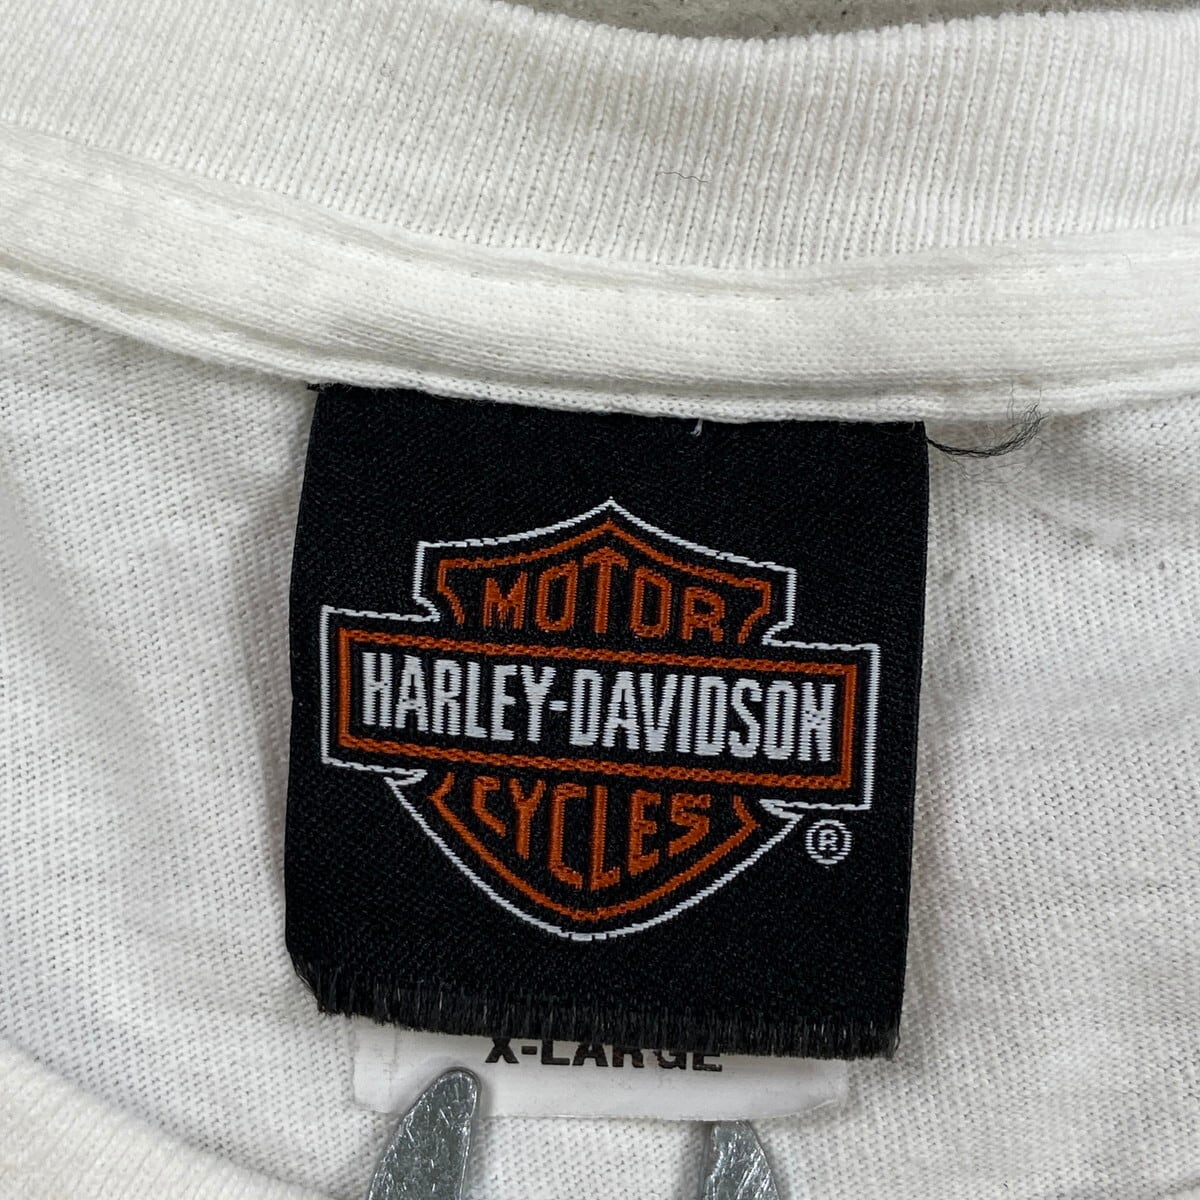 MOTOR
HARLEY-DAVIDSON
CYCLES
®
X-LARGE